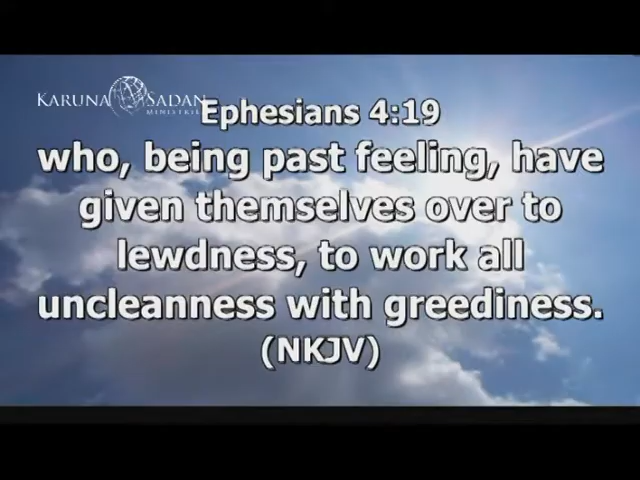 KARUNA SADAN
MINISTRIES
Ephesians 4:19
who, being past feeling, have
given themselves over to
lewdness, to work all
uncleanness with greediness.
(NKJV)